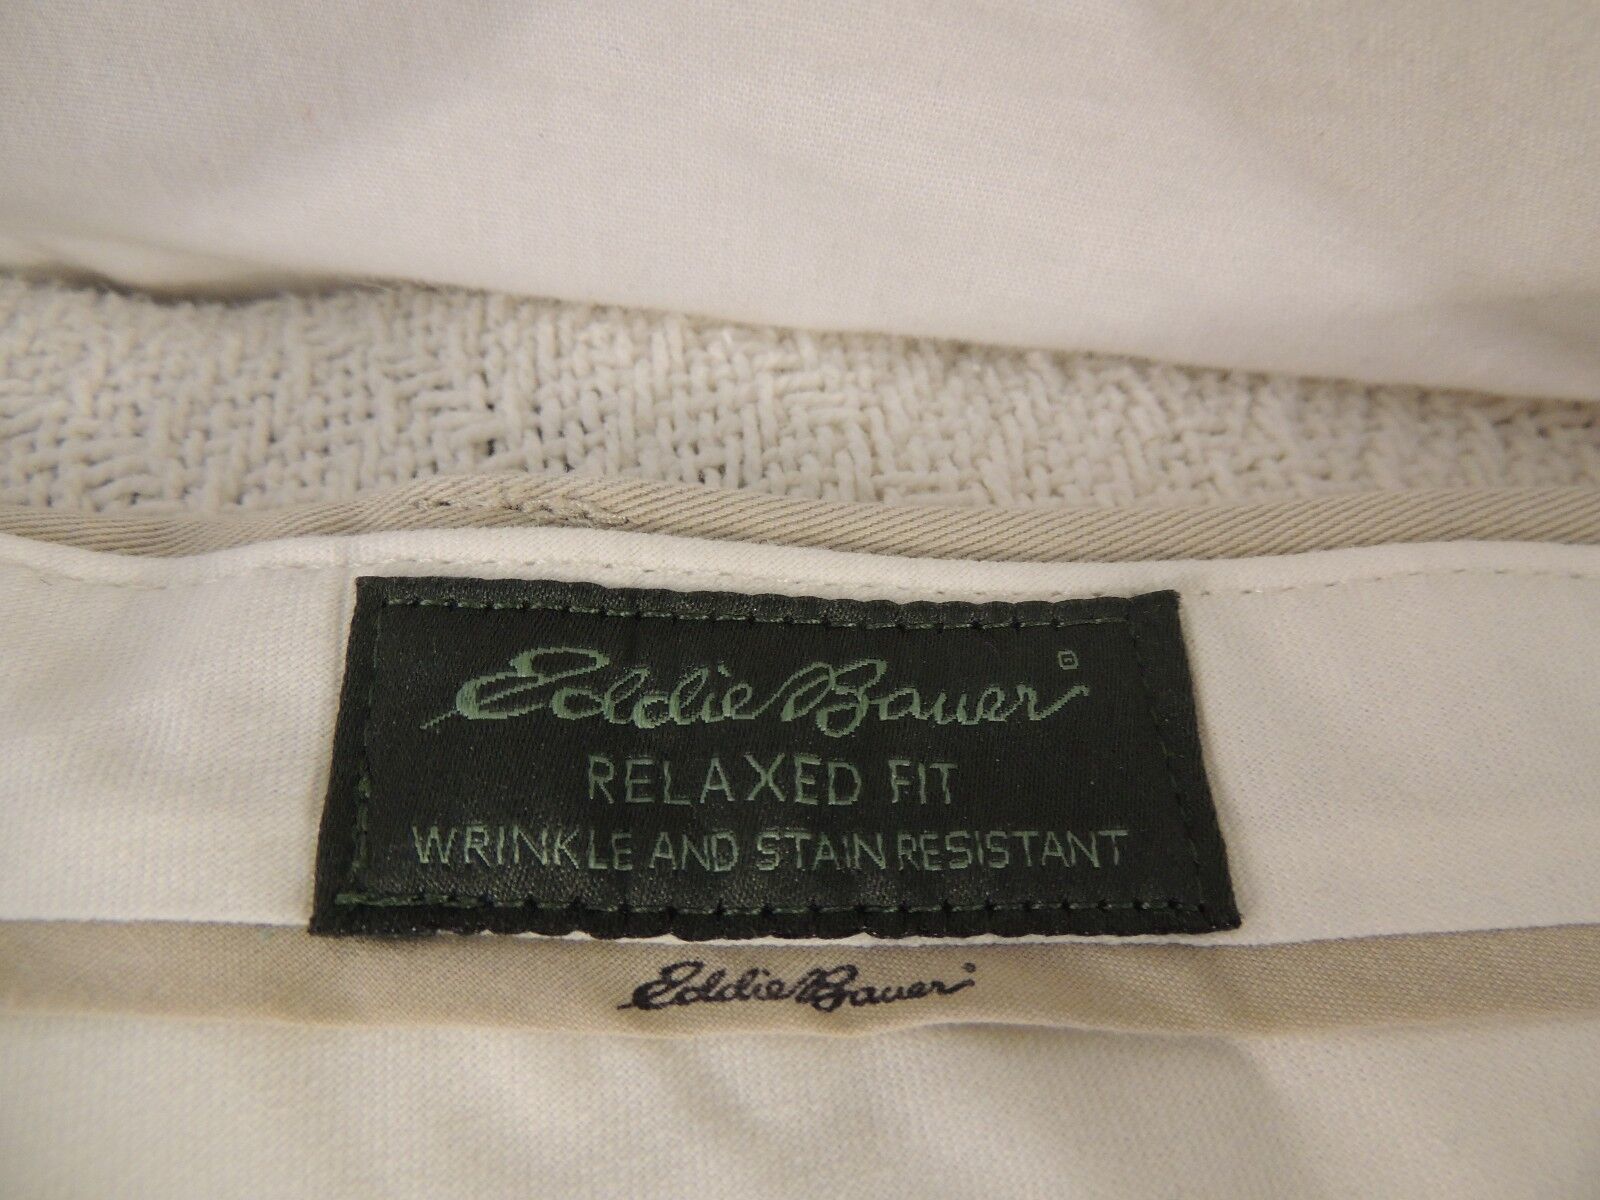 Eddie Bauer®
RELAXED FIT
WRINKLE AND STAIN RESISTANT
Eddie Bauer®